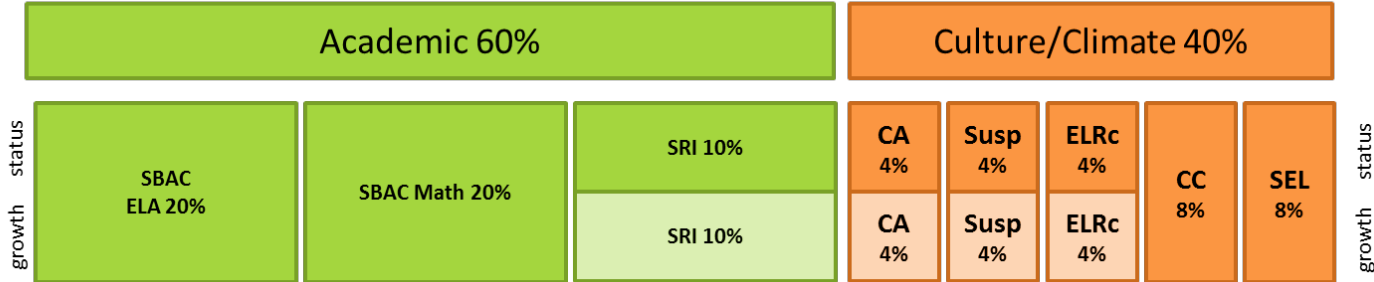 Academic 60%
Culture/Climate 40%
status
growth
SBAC
ELA 20%
SBAC Math 20%
SRI 10%
SRI 10%
CA
4%
Susp
4%
ELRc
4%
CA
4%
Susp
4%
ELRc
4%
CC
8%
SEL
8%
status
growth